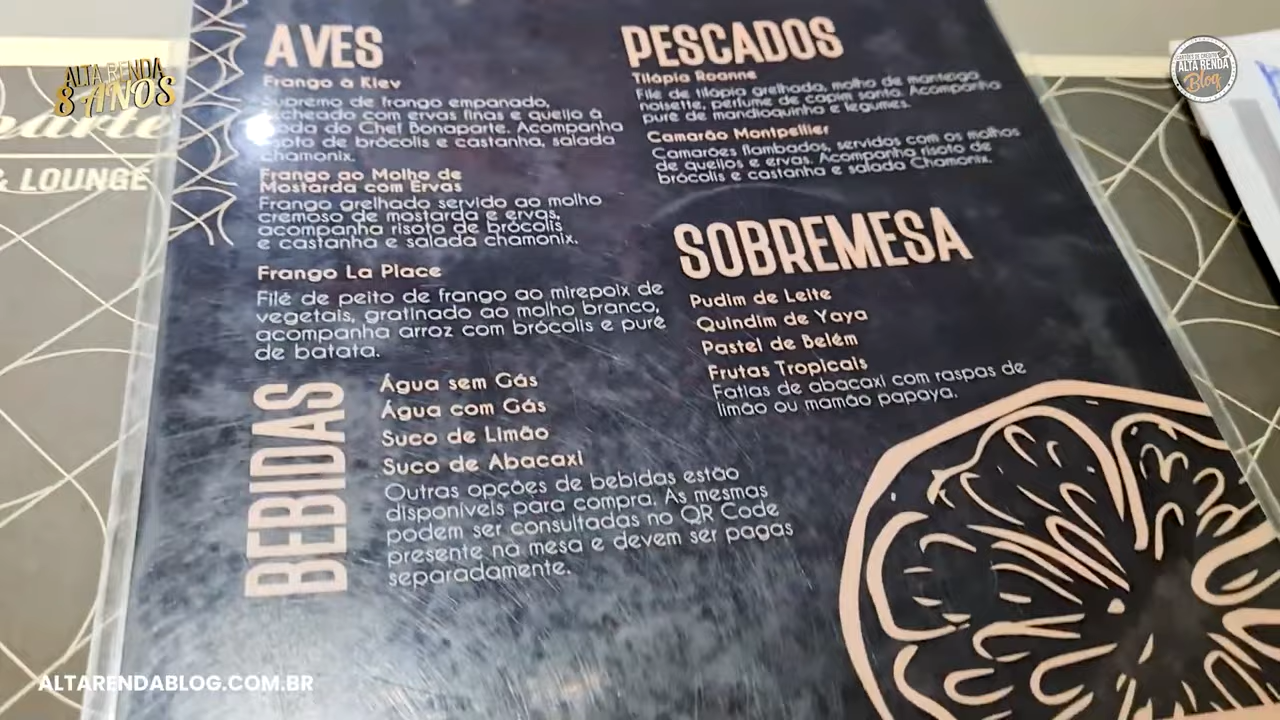 ALTA RENDA
8 ANOS
CARTÕES DE CRÉDITO
ALTA RENDA
Blog
& LOUNGE
AVES
Frango à Kiev
Supremo de frango empanado,
recheado com ervas finas e queijo à
moda do Chef Bonaparte. Acompanha
risoto de brócolis e castanha, salada
chamonix.
Frango ao Molho de
Mostarda com Ervas
Frango grelhado servido ao molho
cremoso de mostarda e ervas,
acompanha risoto de brócolis
e castanha e salada chamonix.
Frango La Place
Filé de peito de frango ao mirepoix de
vegetais, gratinado ao molho branco,
acompanha arroz com brócolis e purê
de batata.
BEBIDAS
Água sem Gás
Água com Gás
Suco de Limão
Suco de Abacaxi
Outras opções de bebidas estão
disponíveis para compra. As mesmas
podem ser consultadas no QR Code
presente na mesa e devem ser pagas
separadamente.
PESCADOS
Tilápia Roanne
Filé de tilápia grelhada, molho de manteiga
noisette, perfume de capim santo. Acompanha
purê de mandioquinha e legumes.
Camarão Montpellier
Camarões flambados, servidos com os molhos
de queijos e ervas. Acompanha risoto de
brócolis e castanha e salada Chamonix.
SOBREMESA
Pudim de Leite
Quindim de Yaya
Pastel de Belém
Frutas Tropicais
Fatias de abacaxi com raspas de
limão ou mamão papaya.
ALTARENDABLOG.COM.BR